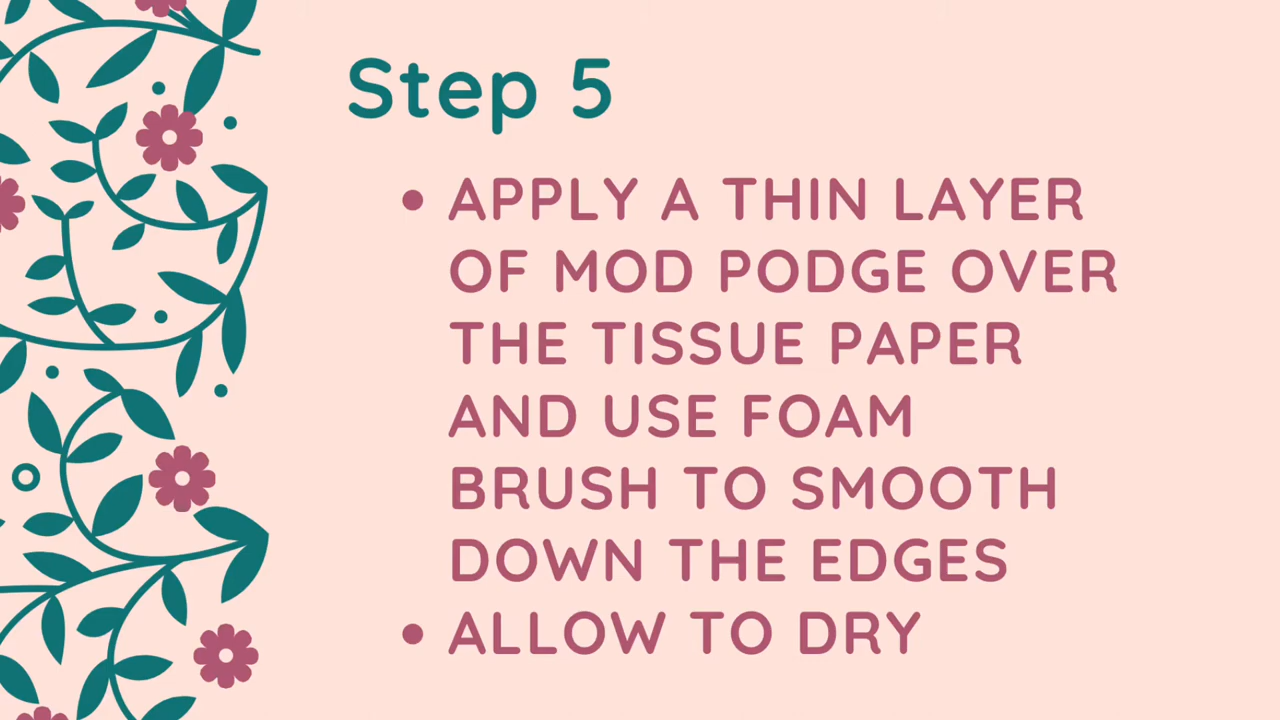 Step 5
• APPLY A THIN LAYER
OF MOD PODGE OVER
THE TISSUE PAPER
AND USE FOAM
BRUSH TO SMOOTH
DOWN THE EDGES
• ALLOW TO DRY